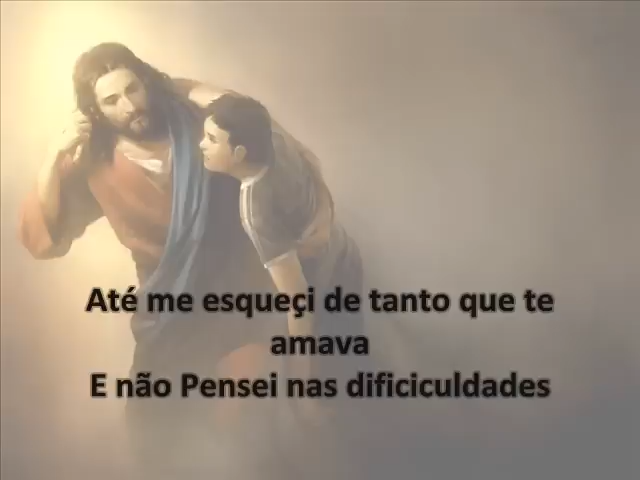 Até me esqueçi de tanto que te
amava
E não Pensei nas dificiculdades